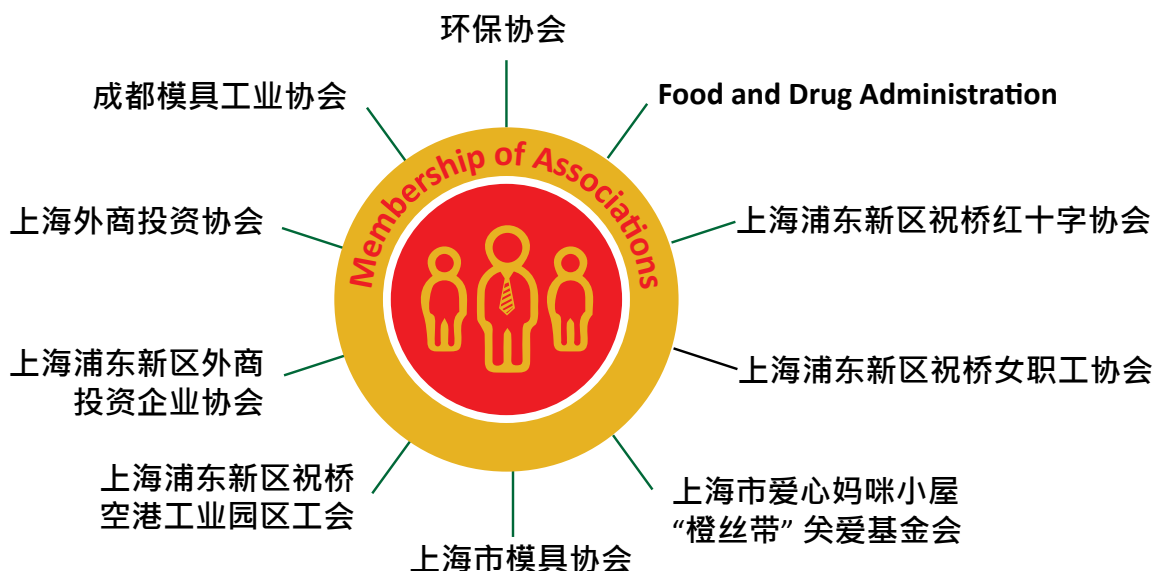 环保协会
成都模具工业协会
Food and Drug Administration
Membership of Associations
上海外商投资协会
上海浦东新区祝桥红十字协会
上海浦东新区外商
投资企业协会
上海浦东新区祝桥女职工协会
上海浦东新区祝桥
空港工业园区工会
上海市爱心妈咪小屋
“橙丝带” 关爱基金会
上海市模具协会